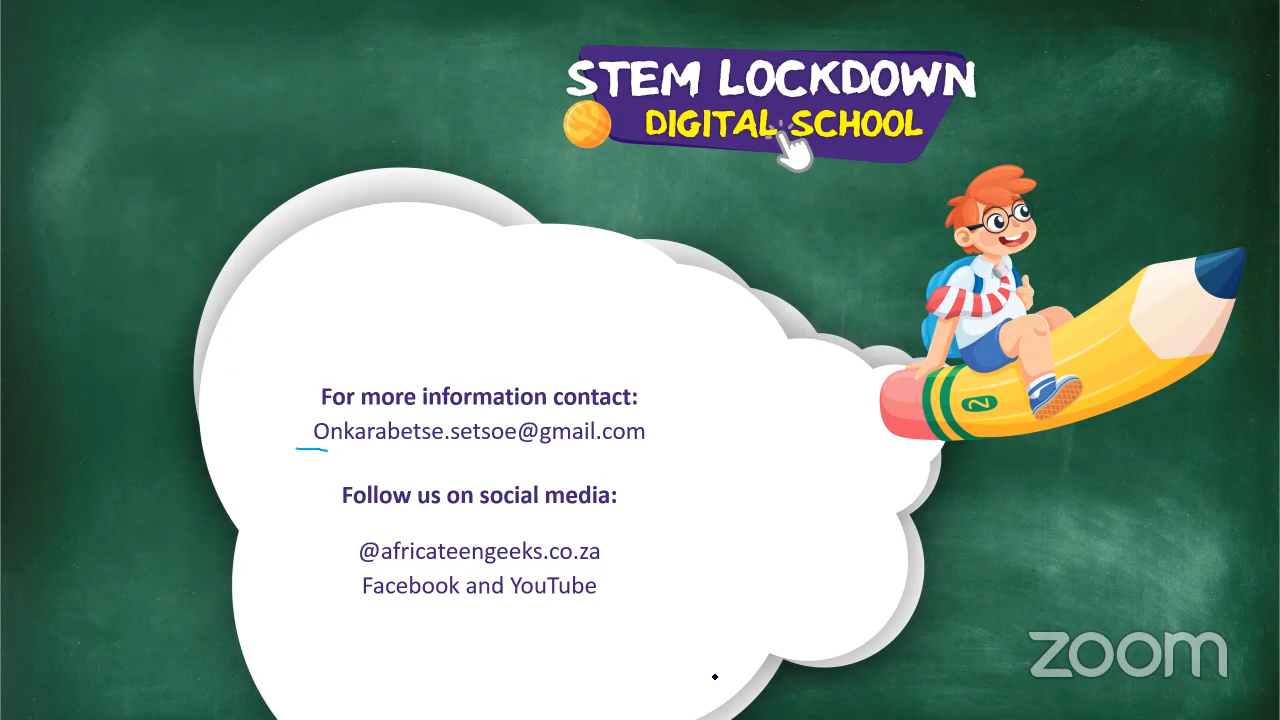 STEM LOCKDOWN
DIGITAL SCHOOL
2
For more information contact:
Onkarabetse.setsoe@gmail.com
Follow us on social media:
@africateengeeks.co.za
Facebook and YouTube
zoom